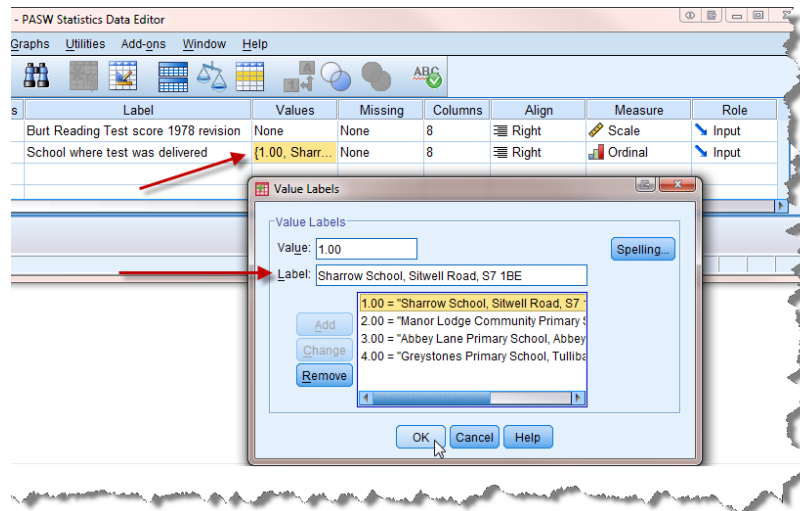 - PASW Statistics Data Editor
Graphs Utilities Add-ons Window Help
A
1
ABC
s Label Values Missing Columns Align Measure Role
Burt Reading Test score 1978 revision None None 8 Right Scale Input
School where test was delivered {1.00, Sharr... None 8 Right Ordinal Input
Value Labels
Value Labels
Value: 1.00 Spelling...
Label: Sharrow School, Sitwell Road, S7 1BE
1.00 = "Sharrow School, Sitwell Road, S7
2.00 = "Manor Lodge Community Primary
Add
3.00 = "Abbey Lane Primary School, Abbey
Change
4.00 = "Greystones Primary School, Tulliba
Remove
OK Cancel Help